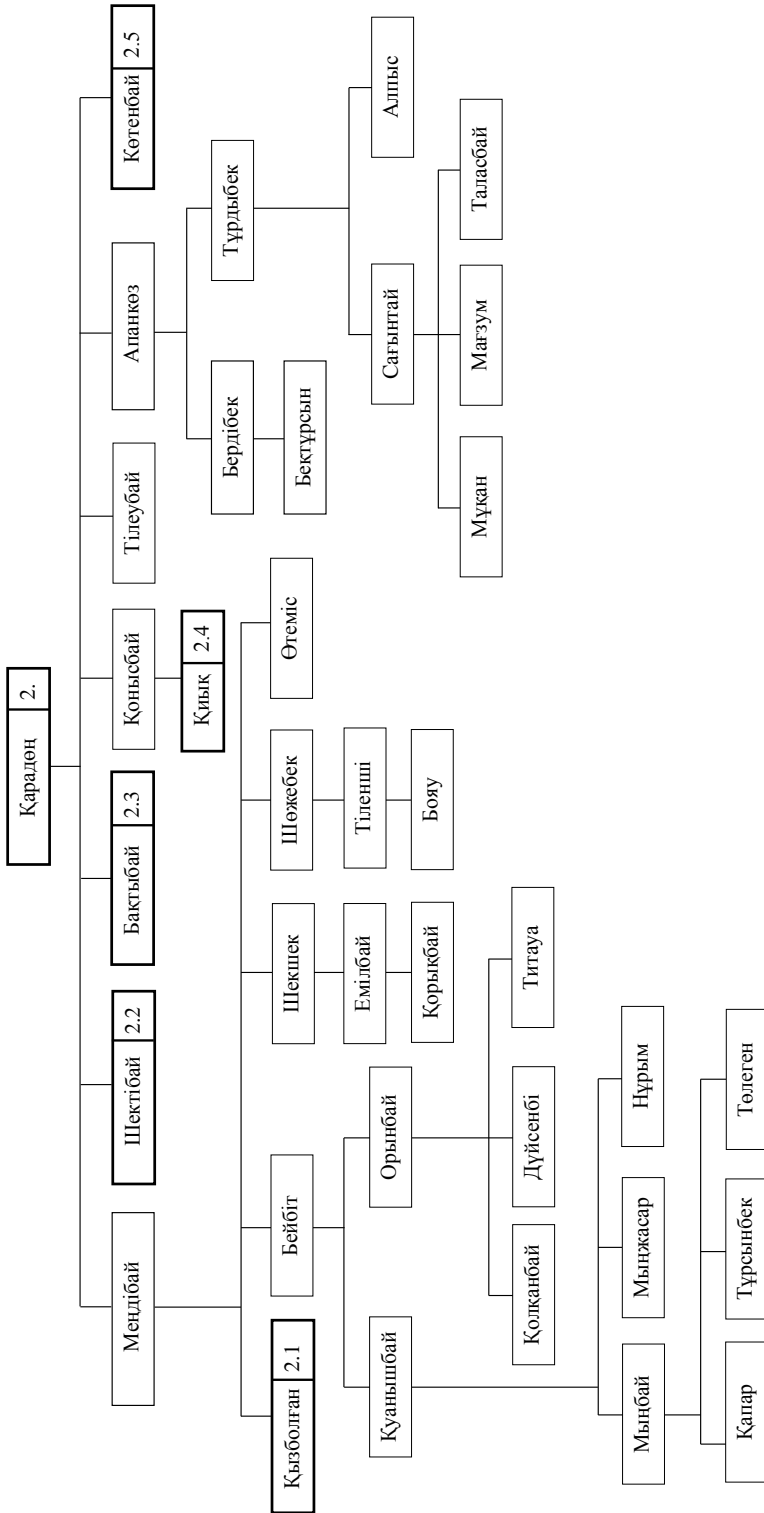 Қарадөң 2.
Меңдібай
Шектібай 2.2
Бақтыбай 2.3
Қонысбай
Тілеубай
Апанкөз
Көтенбай 2.5
Қиық 2.4
Бердібек
Тұрдыбек
Қызболған 2.1
Бейбіт
Шекшек
Шөжебек
Өтеміс
Бектұрсын
Қуанышбай
Орынбай
Емілбай
Тіленші
Сағынтай
Алпыс
Қорықбай
Бояу
Мұқан
Мағзум
Таласбай
Қолқанбай
Дүйсенбі
Титауа
Мыңбай
Мыңжасар
Нұрым
Қапар
Тұрсынбек
Төлеген